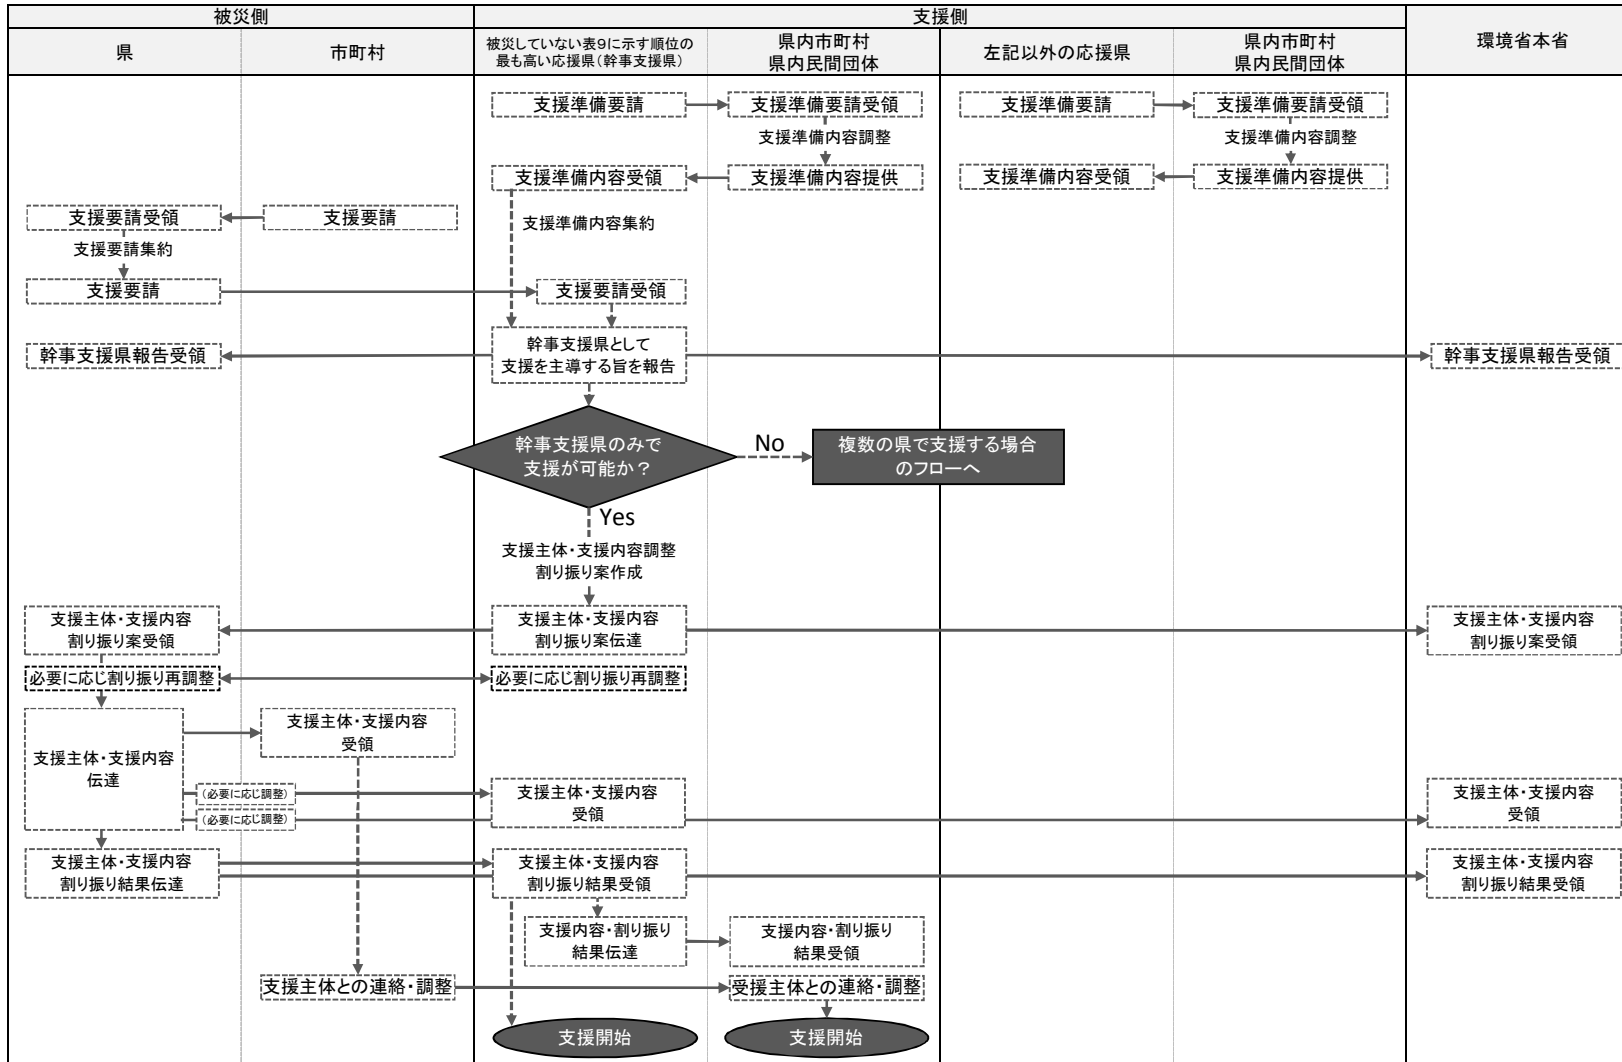 被災側
支援側
環境省本省
県
市町村
被災していない表9に示す順位の
最も高い応援県(幹事支援県)
県内市町村
県内民間団体
左記以外の応援県
県内市町村
県内民間団体
支援準備要請
支援準備要請受領
支援準備要請
支援準備要請受領
支援準備内容調整
支援準備内容調整
支援準備内容受領
支援準備内容提供
支援準備内容受領
支援準備内容提供
支援要請受領
支援要請
支援準備内容集約
支援要請集約
支援要請
支援要請受領
幹事支援県報告受領
幹事支援県として
支援を主導する旨を報告
幹事支援県報告受領
幹事支援県のみで
支援が可能か?
No
複数の県で支援する場合
のフローへ
Yes
支援主体・支援内容調整
割り振り案作成
支援主体・支援内容
割り振り案受領
支援主体・支援内容
割り振り案伝達
支援主体・支援内容
割り振り案受領
必要に応じ割り振り再調整
必要に応じ割り振り再調整
支援主体・支援内容
伝達
支援主体・支援内容
受領
(必要に応じ調整)
(必要に応じ調整)
支援主体・支援内容
受領
支援主体・支援内容
受領
支援主体・支援内容
割り振り結果伝達
支援主体・支援内容
割り振り結果受領
支援主体・支援内容
割り振り結果受領
支援内容・割り振り
結果伝達
支援内容・割り振り
結果受領
支援主体との連絡・調整
受援主体との連絡・調整
支援開始
支援開始